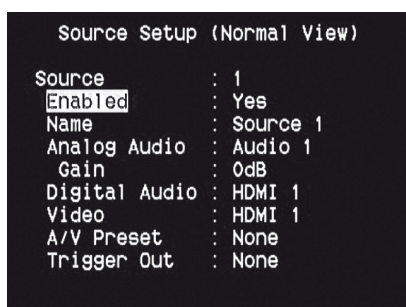 Source Setup (Normal View)
Source : 1
Enabled : Yes
Name : Source 1
Analog Audio : Audio 1
Gain : 0dB
Digital Audio : HDMI 1
Video : HDMI 1
A/V Preset : None
Trigger Out : None